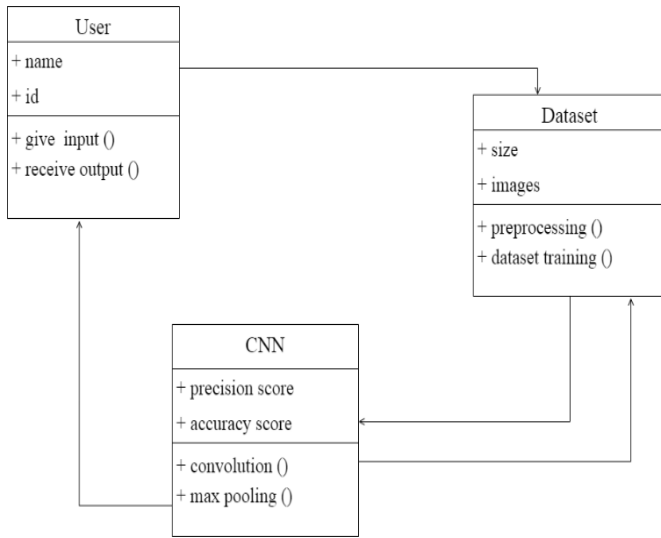 User
+ name
+ id
+ give input ()
+ receive output ()
Dataset
+ size
+ images
+ preprocessing ()
+ dataset training ()
CNN
+ precision score
+ accuracy score
+ convolution ()
+ max pooling ()